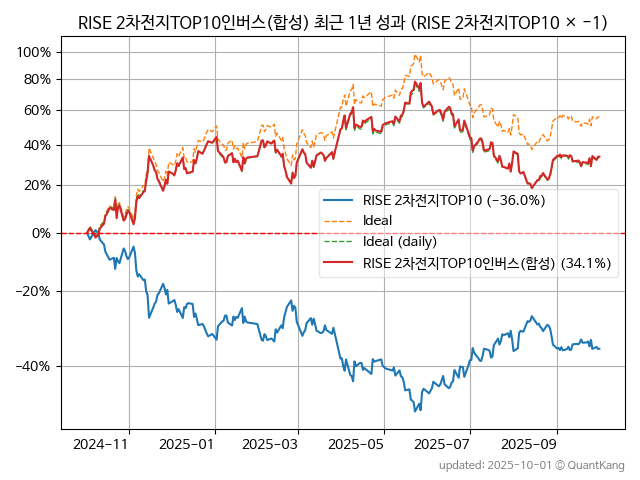 RISE 2차전지TOP10인버스(합성) 최근 1년 성과 (RISE 2차전지TOP10 × −1)
100%
80%
60%
40%
20%
0%
−20%
−40%
RISE 2차전지TOP10 (−36.0%)
Ideal
Ideal (daily)
RISE 2차전지TOP10인버스(합성) (34.1%)
2024-11
2025-01
2025-03
2025-05
2025-07
2025-09
updated: 2025-10-01 © QuantKang